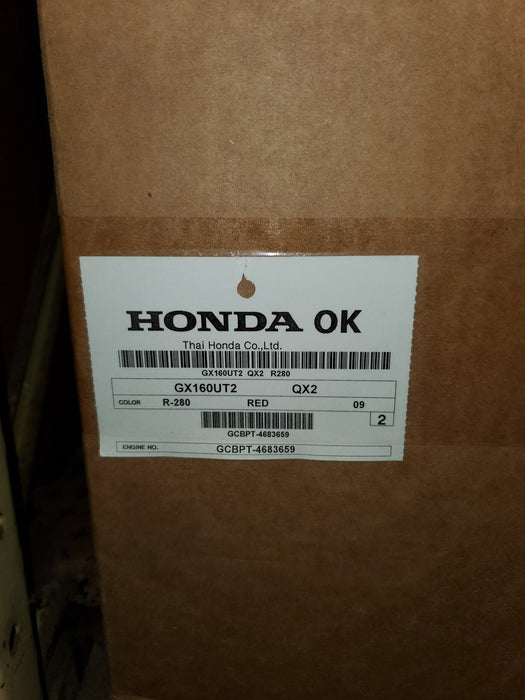 HONDA OK
Thai Honda Co.,Ltd.
GX160UT2 QX2 R280
GX160UT2 QX2
COLOR R-280 RED 09
2
GCBPT-4683659
ENGINE NO. GCBPT-4683659